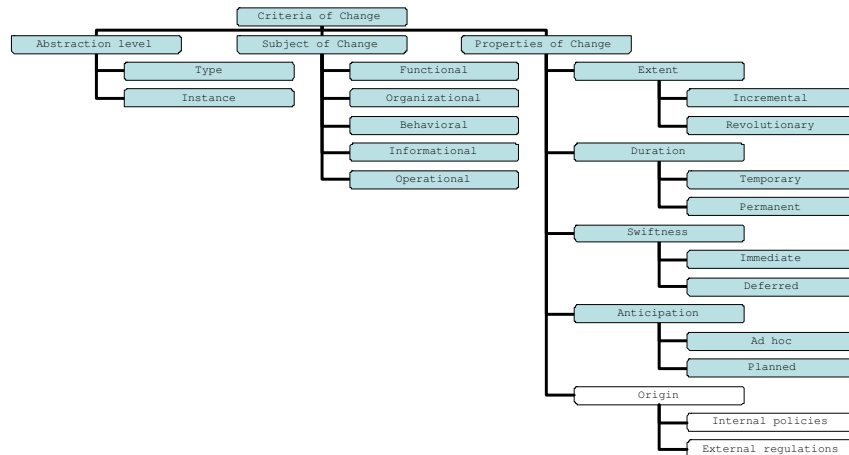 Criteria of Change
Abstraction level
Type
Instance
Subject of Change
Functional
Organizational
Behavioral
Informational
Operational
Properties of Change
Extent
Incremental
Revolutionary
Duration
Temporary
Permanent
Swiftness
Immediate
Deferred
Anticipation
Ad hoc
Planned
Origin
Internal policies
External regulations